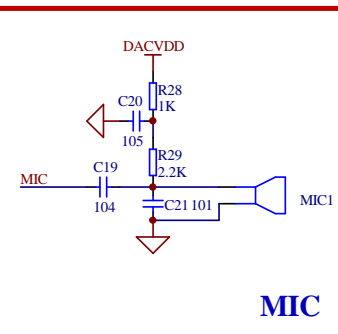 DACVDD
R28
1K
C20
105
R29
2.2K
MIC
C19
104
C21 101
MIC1
MIC